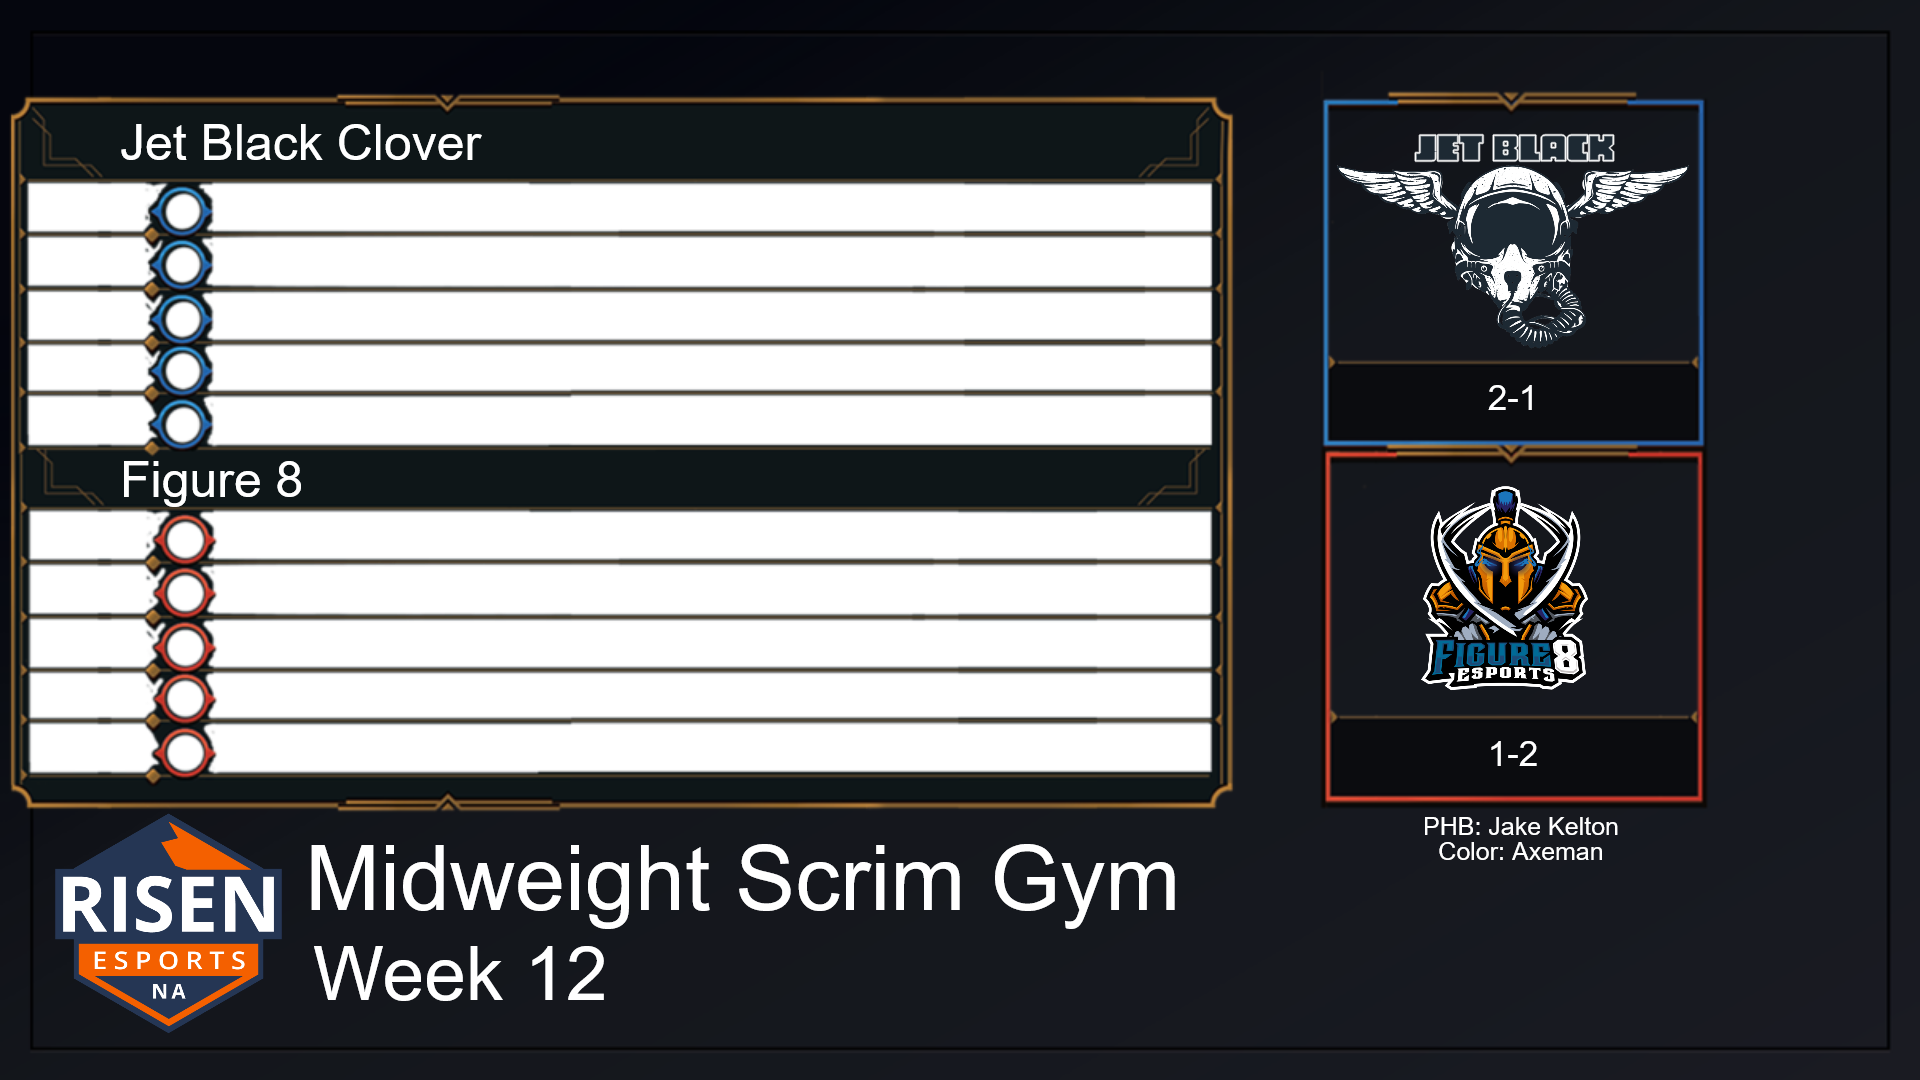 Jet Black Clover
Figure 8
JET BLACK
2-1
FIGURE 8
ESPORTS
1-2
PHB: Jake Kelton
Color: Axeman
RISEN
ESPORTS
NA
Midweight Scrim Gym
Week 12